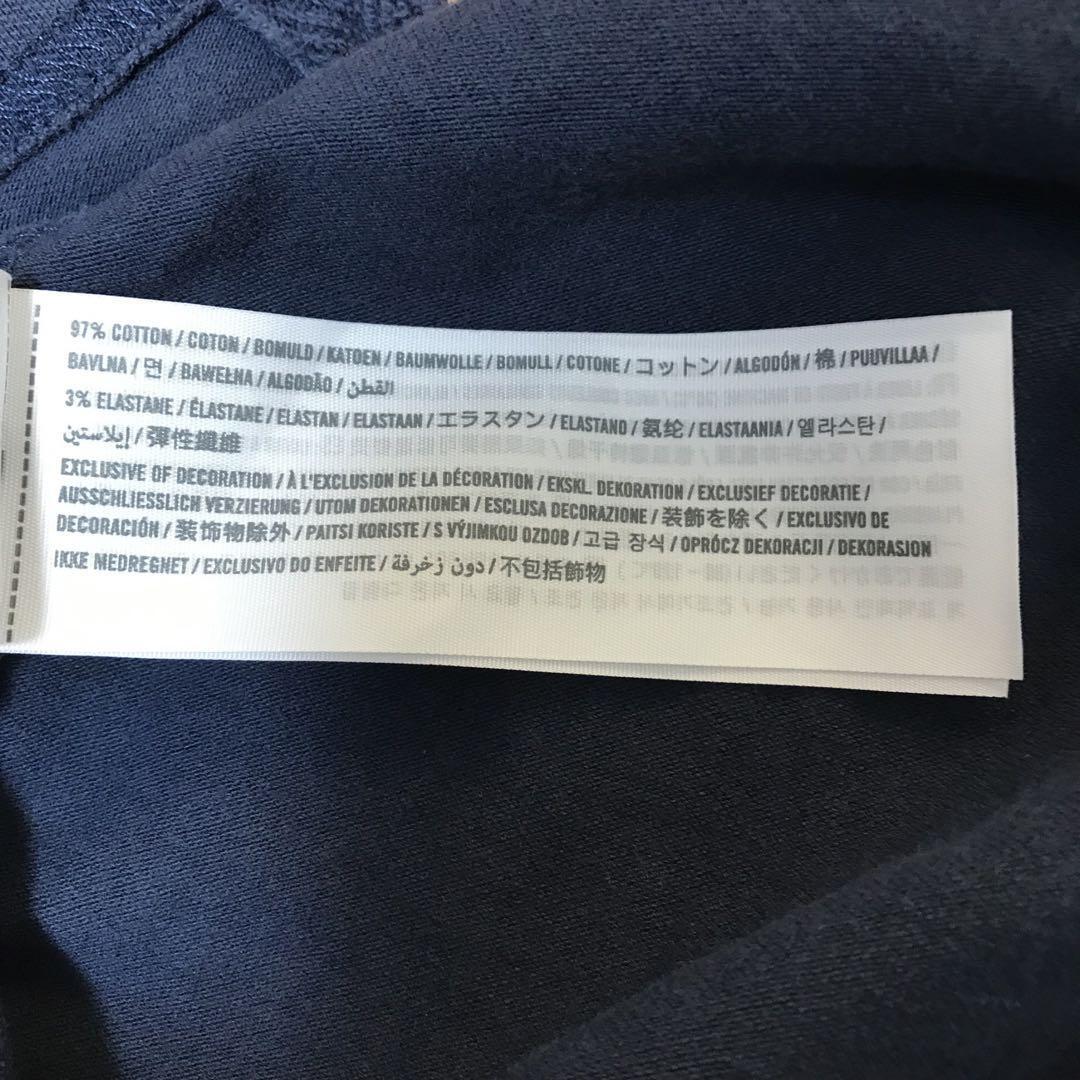 97% COTTON / COTON / BOMULD / KATOEN / BAUMWOLLE / BOMULL / COTONE / コットン / ALGODÓN / 棉 / PUUVILLAA /
BAVLNA / 면 / BAWEŁNA / ALGODÃO / القطن
3% ELASTANE / ÉLASTANE / ELASTAN / ELASTAAN / エラスタン / ELASTANO / 氨纶 / ELASTAANIA / 엘라스탄 /
إيلاستين / 彈性纖維
EXCLUSIVE OF DECORATION / À L'EXCLUSION DE LA DÉCORATION / EKSKL. DEKORATION / EXCLUSIEF DECORATIE /
AUSSCHLIESSLICH VERZIERUNG / UTOM DEKORATIONEN / ESCLUSA DECORAZIONE / 装飾を除く / EXCLUSIVO DE
DECORACIÓN / 装饰物除外 / PAITSI KORISTE / S VÝJIMKOU OZDOB / 고급 장식 / OPRÓCZ DEKORACJI / DEKORASJON
IKKE MEDREGNET / EXCLUSIVO DO ENFEITE / دون زخرفة / 不包括飾物